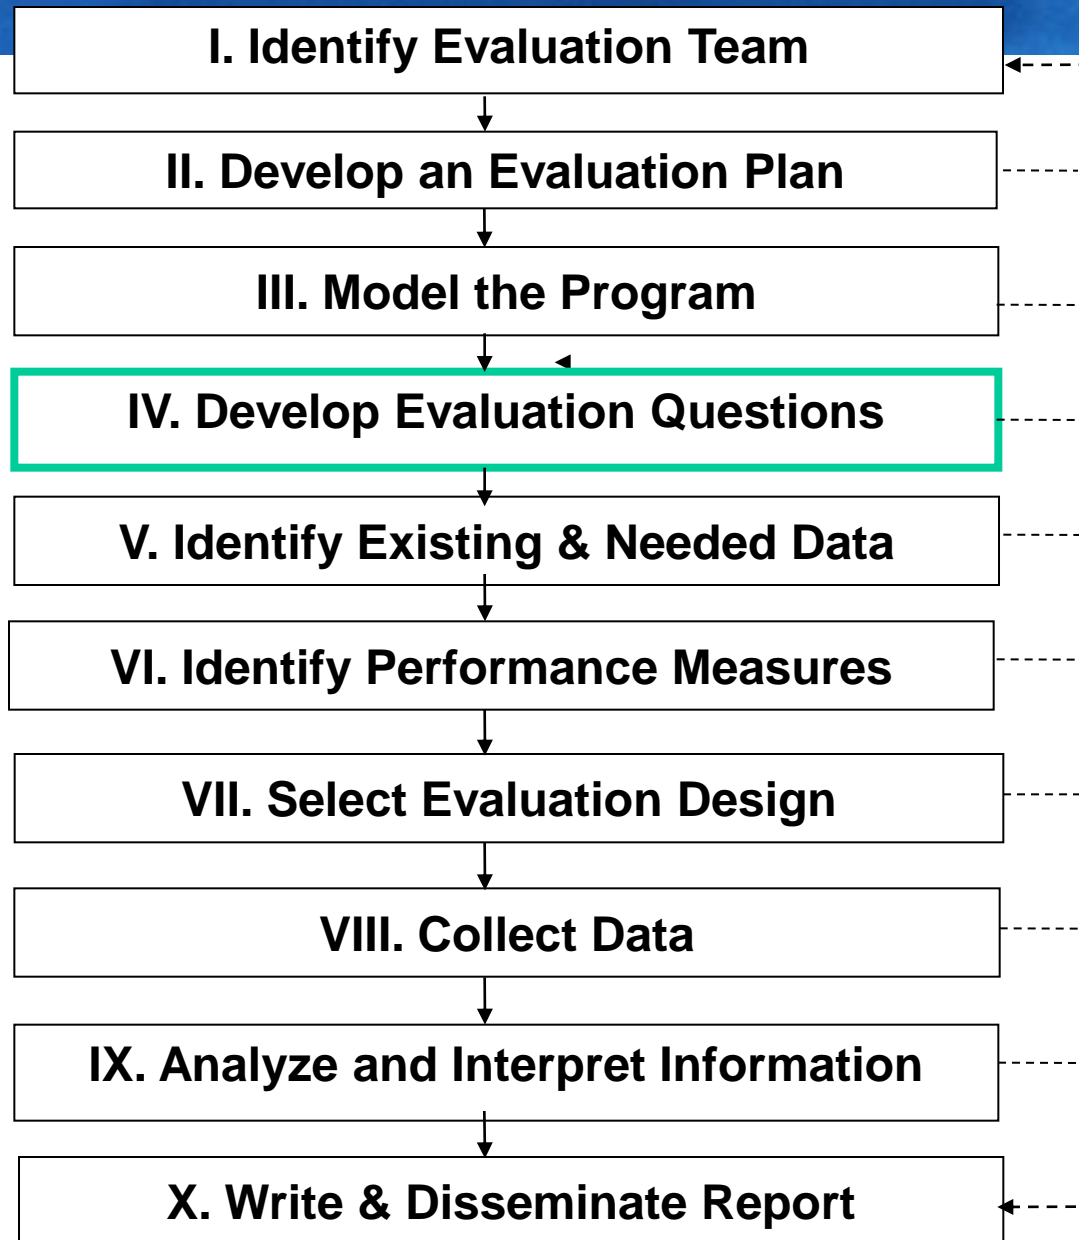 I. Identify Evaluation Team
II. Develop an Evaluation Plan
III. Model the Program
IV. Develop Evaluation Questions
V. Identify Existing & Needed Data
VI. Identify Performance Measures
VII. Select Evaluation Design
VIII. Collect Data
IX. Analyze and Interpret Information
X. Write & Disseminate Report